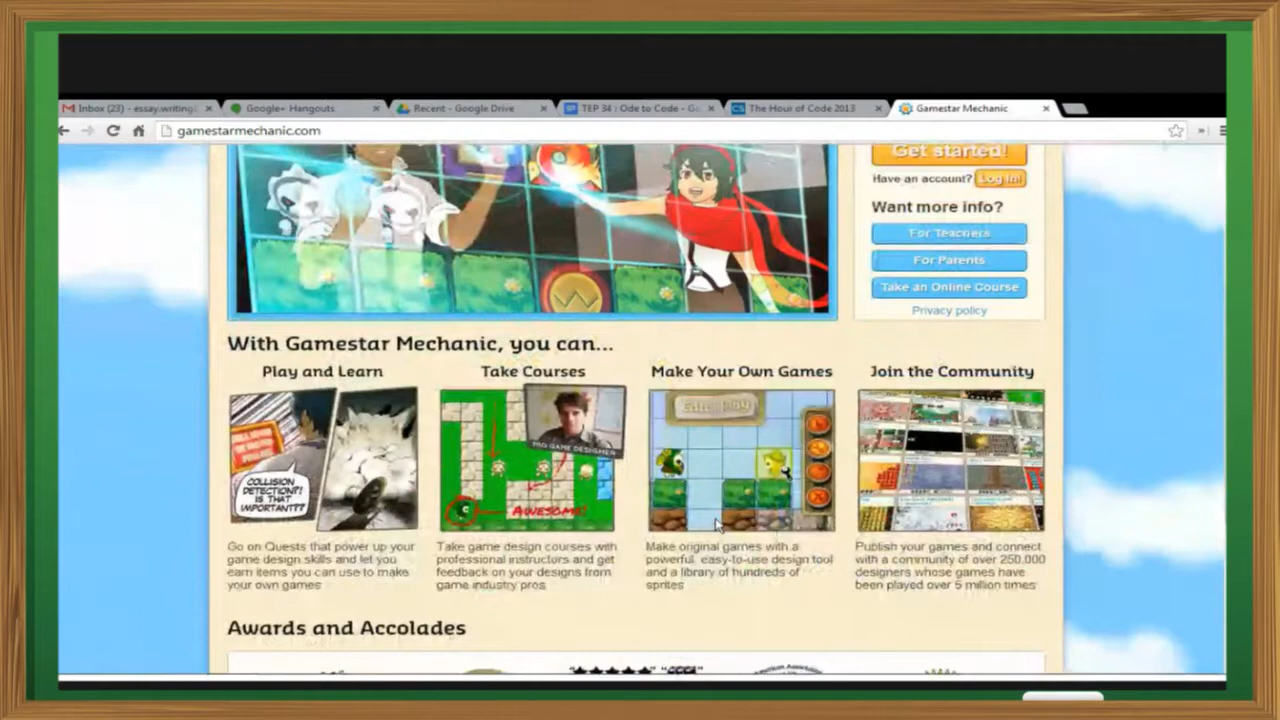 Inbox (23) - essay.writing
Google+ Hangouts
Recent - Google Drive
TEP 34 : Ode to Code - Go
The Hour of Code 2013
Gamestar Mechanic
gamestarmechanic.com
Get started!
Have an account? Log In!
Want more info?
For Teachers
For Parents
Take an Online Course
Privacy policy
With Gamestar Mechanic, you can...
Play and Learn
Take Courses
Make Your Own Games
Join the Community
COLLISION
DETECTION?!
IS THAT
IMPORTANT??
PRO GAME DESIGNER
AWESOME!
Go on Quests that power up your
game design skills and let you
earn items you can use to make
your own games
Take game design courses with
professional instructors and get
feedback on your designs from
game industry pros
Make original games with a
powerful, easy-to-use design tool
and a library of hundreds of
sprites
Publish your games and connect
with a community of over 250,000
designers whose games have
been played over 5 million times
Awards and Accolades